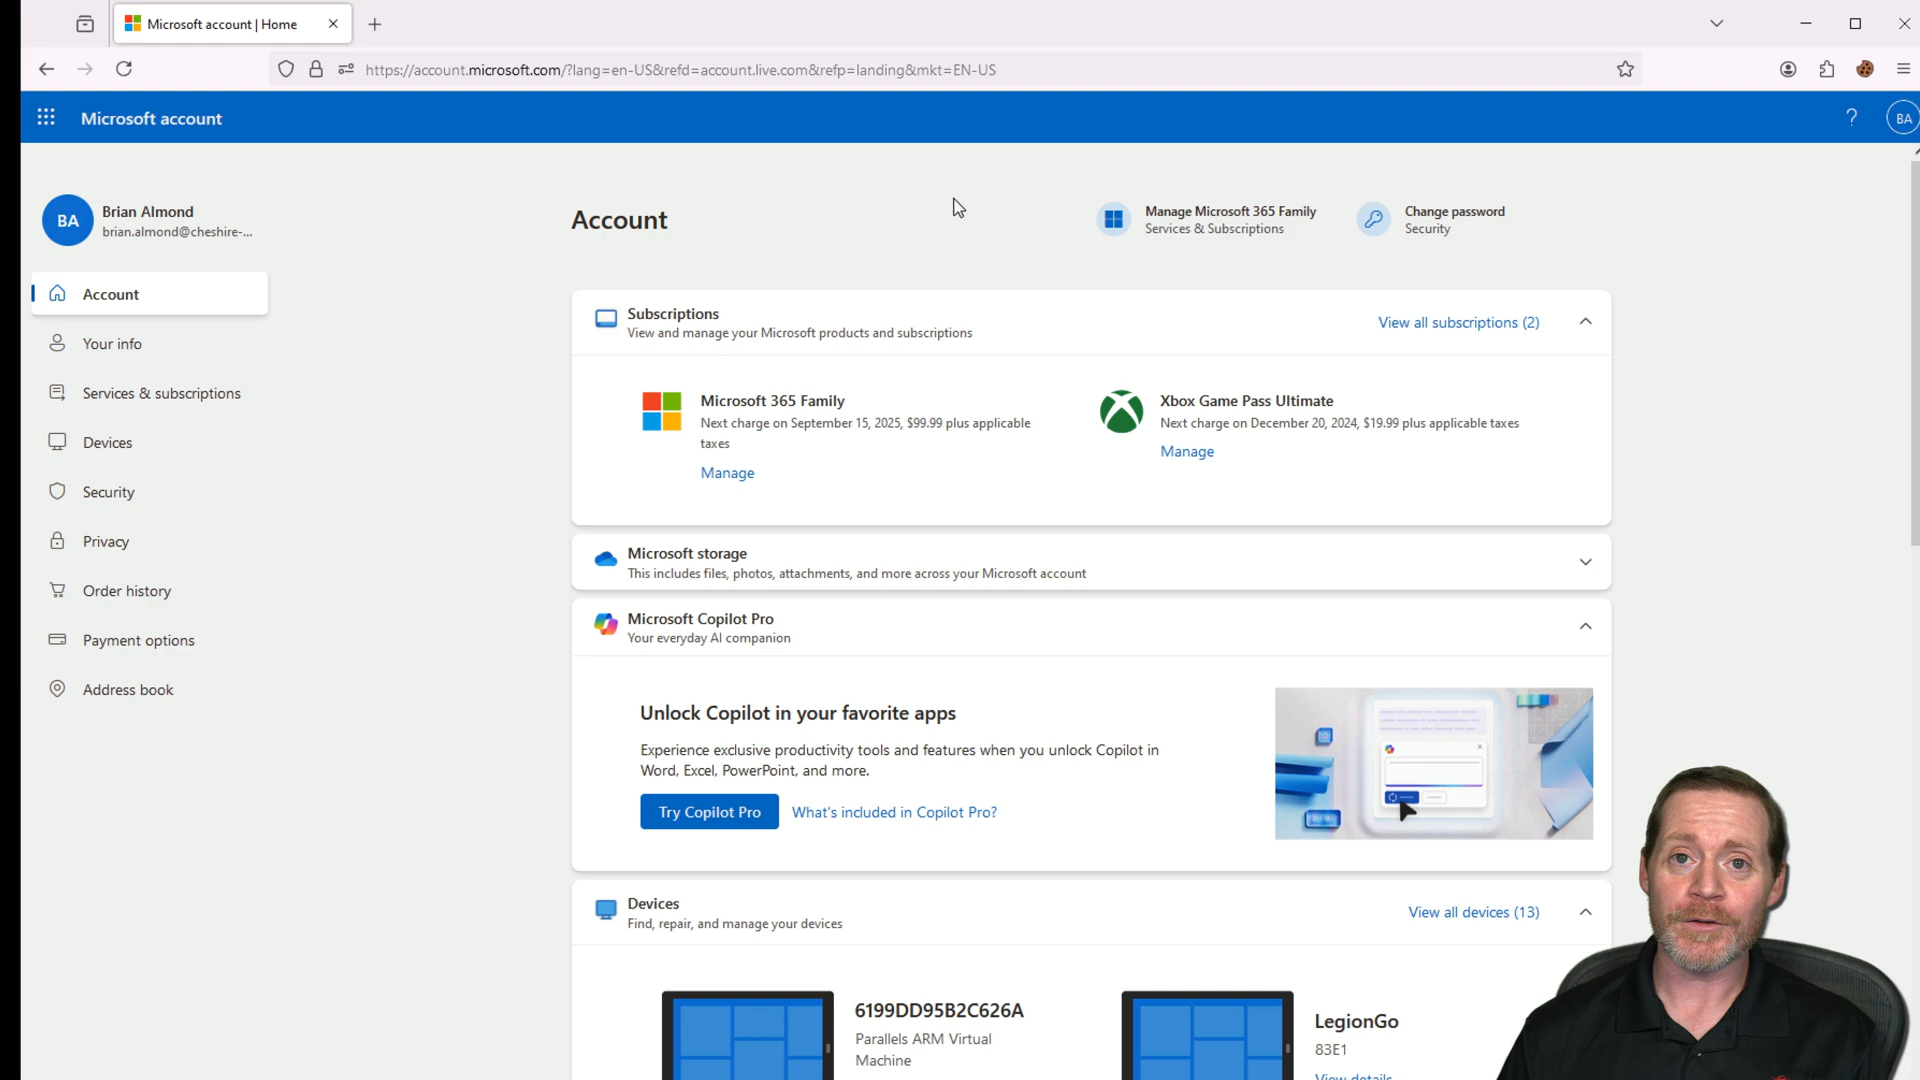 Microsoft account | Home
https://account.microsoft.com/?lang=en-US&refd=account.live.com&refp=landing&mkt=EN-US
Microsoft account
?
BA
BA
Brian Almond
brian.almond@cheshire-...
Account
Your info
Services & subscriptions
Devices
Security
Privacy
Order history
Payment options
Address book
Account
Manage Microsoft 365 Family
Services & Subscriptions
Change password
Security
Subscriptions
View and manage your Microsoft products and subscriptions
View all subscriptions (2)
Microsoft 365 Family
Next charge on September 15, 2025, $99.99 plus applicable
taxes
Manage
Xbox Game Pass Ultimate
Next charge on December 20, 2024, $19.99 plus applicable taxes
Manage
Microsoft storage
This includes files, photos, attachments, and more across your Microsoft account
Microsoft Copilot Pro
Your everyday AI companion
Unlock Copilot in your favorite apps
Experience exclusive productivity tools and features when you unlock Copilot in
Word, Excel, PowerPoint, and more.
Try Copilot Pro
What's included in Copilot Pro?
Devices
Find, repair, and manage your devices
View all devices (13)
6199DD95B2C626A
Parallels ARM Virtual
Machine
LegionGo
83E1
View details